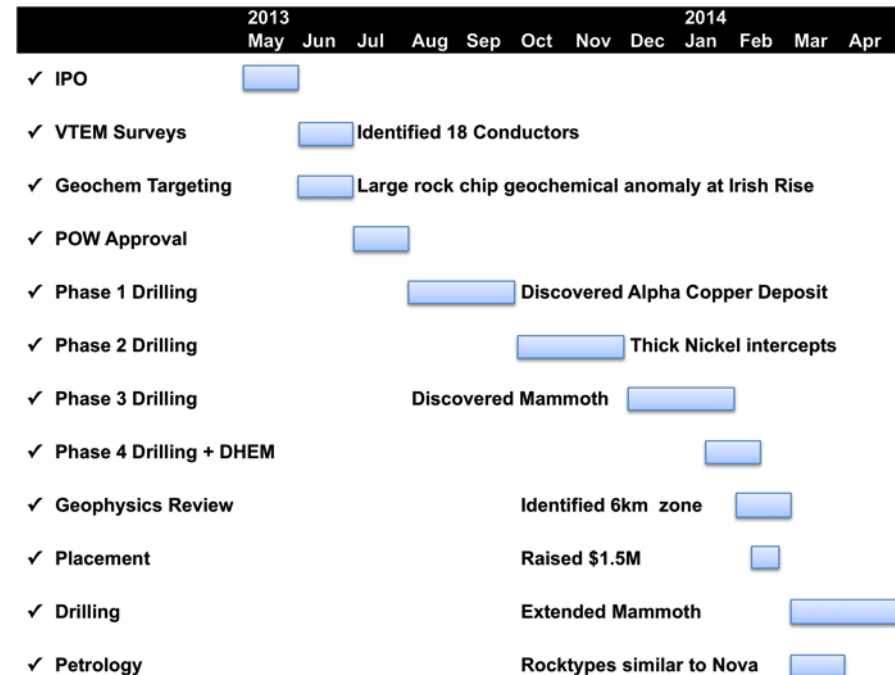 2013 2014
May Jun Jul Aug Sep Oct Nov Dec Jan Feb Mar Apr
✓ IPO
✓ VTEM Surveys Identified 18 Conductors
✓ Geochem Targeting Large rock chip geochemical anomaly at Irish Rise
✓ POW Approval
✓ Phase 1 Drilling Discovered Alpha Copper Deposit
✓ Phase 2 Drilling Thick Nickel intercepts
✓ Phase 3 Drilling Discovered Mammoth
✓ Phase 4 Drilling + DHEM
✓ Geophysics Review Identified 6km zone
✓ Placement Raised $1.5M
✓ Drilling Extended Mammoth
✓ Petrology Rocktypes similar to Nova